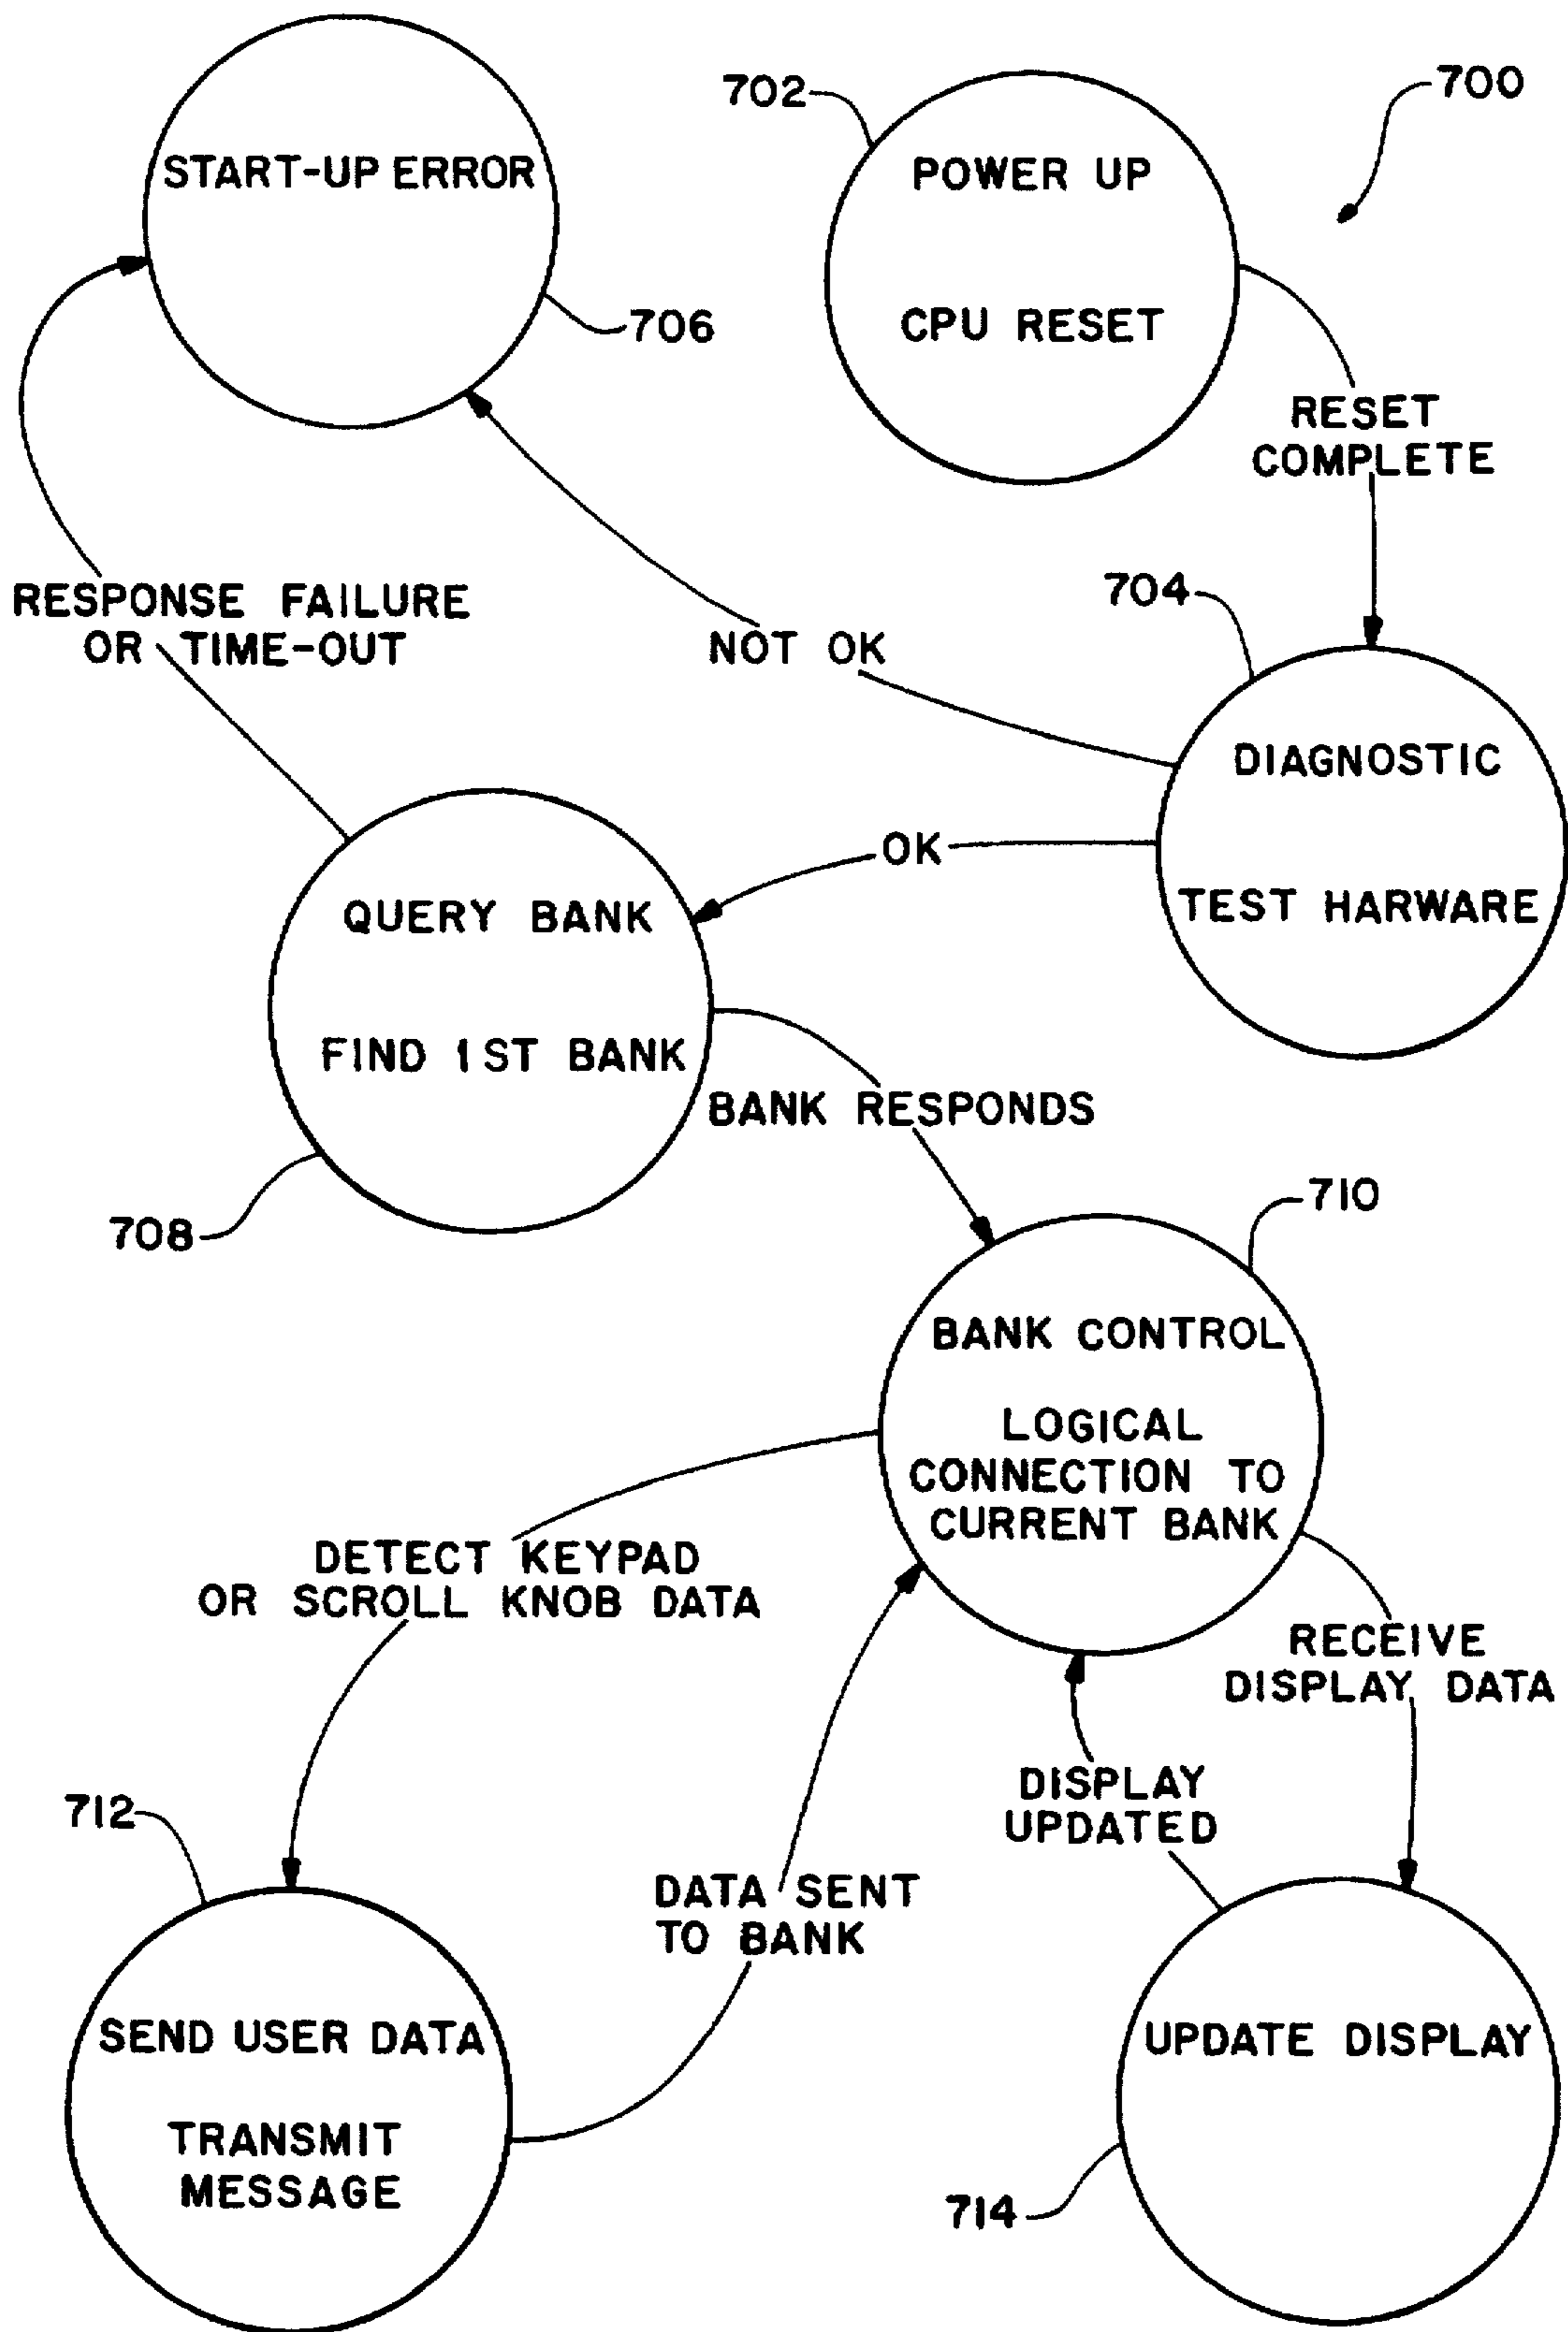 700
702
POWER UP
CPU RESET
START-UP ERROR
706
RESET
COMPLETE
RESPONSE FAILURE
OR TIME-OUT
NOT OK
704
DIAGNOSTIC
TEST HARWARE
OK
QUERY BANK
FIND 1ST BANK
708
BANK RESPONDS
710
BANK CONTROL
LOGICAL
CONNECTION TO
CURRENT BANK
DETECT KEYPAD
OR SCROLL KNOB DATA
RECEIVE
DISPLAY DATA
DISPLAY
UPDATED
712
DATA SENT
TO BANK
SEND USER DATA
TRANSMIT
MESSAGE
UPDATE DISPLAY
714